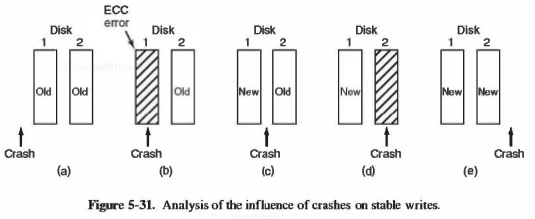 ECC
error
Disk Disk Disk Disk Disk
1 2 1 2 1 2 1 2 1 2
Old Old Old New Old New New New
Crash Crash Crash Crash Crash
(a) (b) (c) (d) (e)
Figure 5-31. Analysis of the influence of crashes on stable writes.